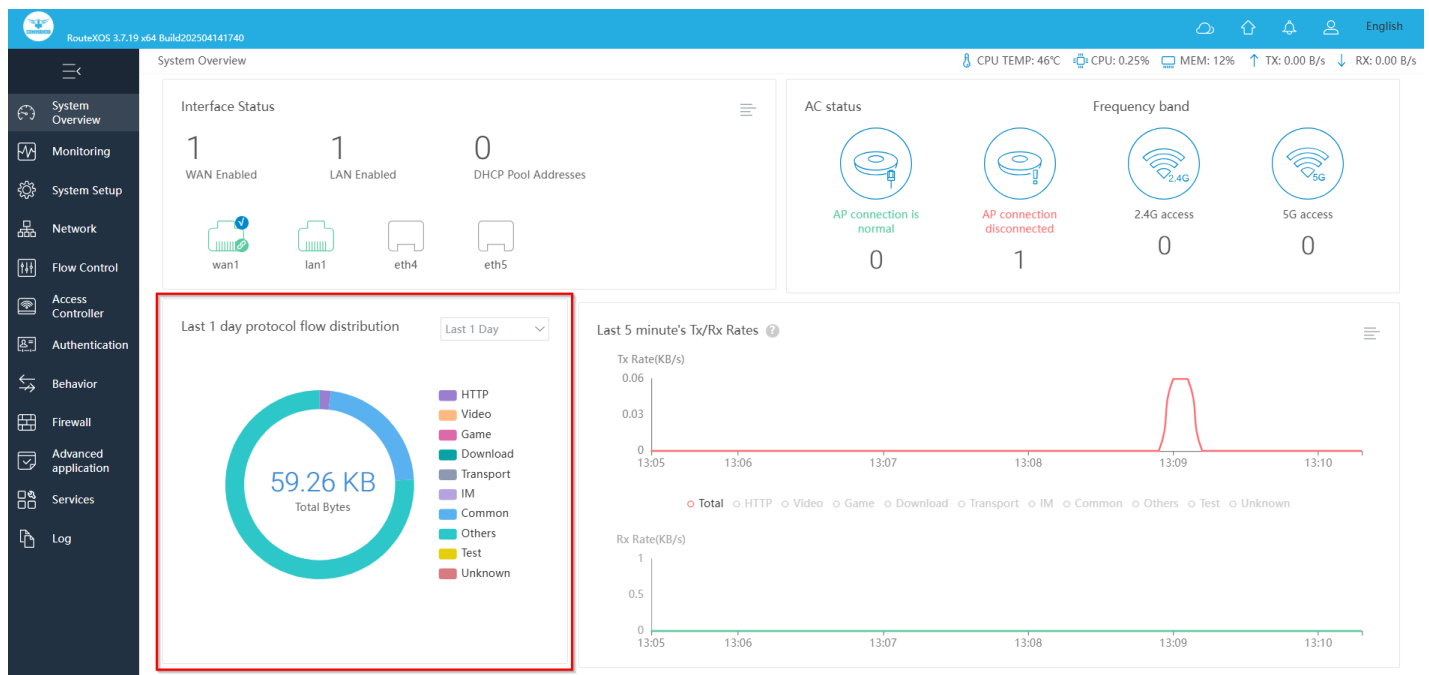 RouteXOS 3.7.19 x64 Build202504141740
English
System Overview
CPU TEMP: 46℃
CPU: 0.25%
MEM: 12%
TX: 0.00 B/s
RX: 0.00 B/s
System
Overview
Monitoring
System Setup
Network
Flow Control
Access
Controller
Authentication
Behavior
Firewall
Advanced
application
Services
Log
Interface Status
1
1
0
WAN Enabled
LAN Enabled
DHCP Pool Addresses
wan1
lan1
eth4
eth5
AC status
Frequency band
2.4G
5G
AP connection is
normal
AP connection
disconnected
2.4G access
5G access
0
1
0
0
Last 1 day protocol flow distribution
Last 1 Day
59.26 KB
Total Bytes
HTTP
Video
Game
Download
Transport
IM
Common
Others
Test
Unknown
Last 5 minute's Tx/Rx Rates ?
Tx Rate(KB/s)
0.06
0.03
0
13:05
13:06
13:07
13:08
13:09
13:10
Total
HTTP
Video
Game
Download
Transport
IM
Common
Others
Test
Unknown
Rx Rate(KB/s)
1
0.5
0
13:05
13:06
13:07
13:08
13:09
13:10